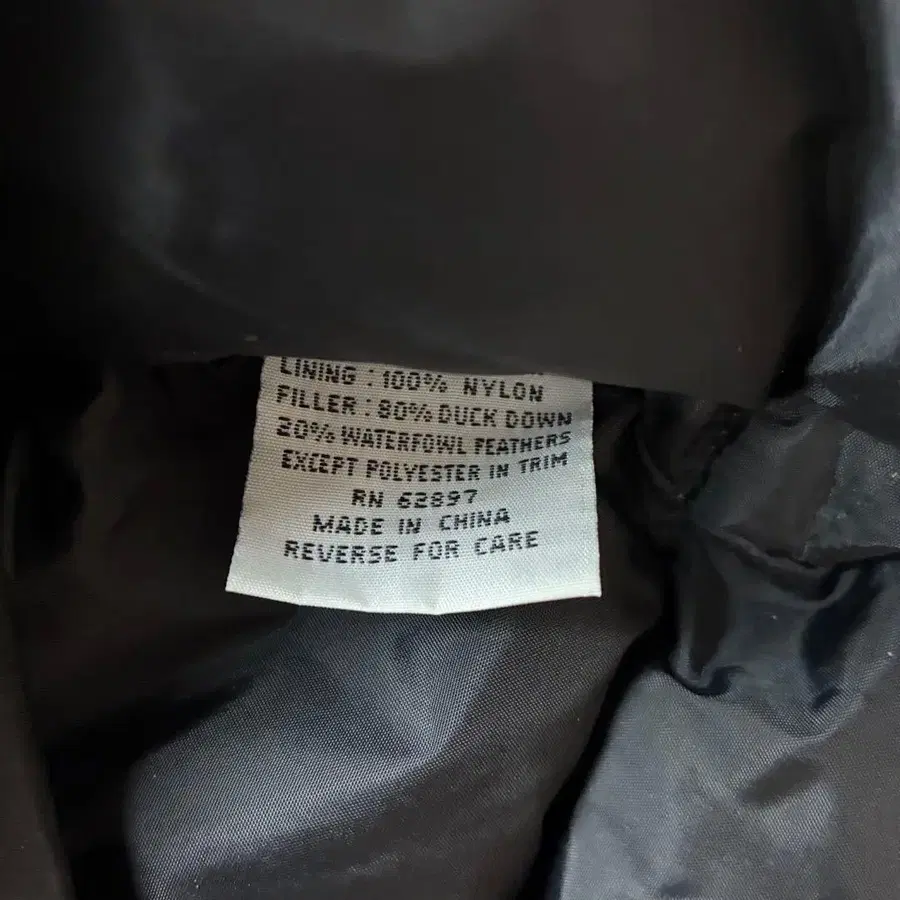 LINING : 100% NYLON
FILLER : 80% DUCK DOWN
20% WATERFOWL FEATHERS
EXCEPT POLYESTER IN TRIM
RN 62897
MADE IN CHINA
REVERSE FOR CARE